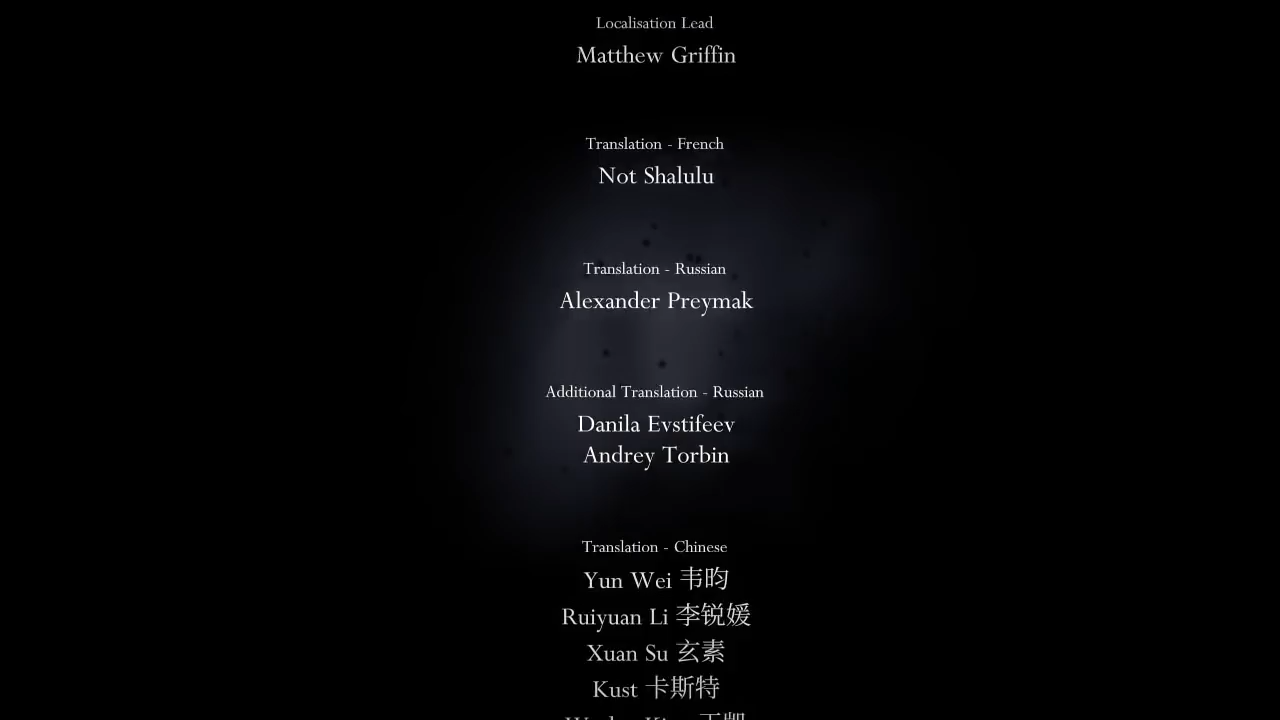 Localisation Lead
Matthew Griffin
Translation - French
Not Shalulu
Translation - Russian
Alexander Preymak
Additional Translation - Russian
Danila Evstifeev
Andrey Torbin
Translation - Chinese
Yun Wei 韦昀
Ruiyuan Li 李锐媛
Xuan Su 玄素
Kust 卡斯特